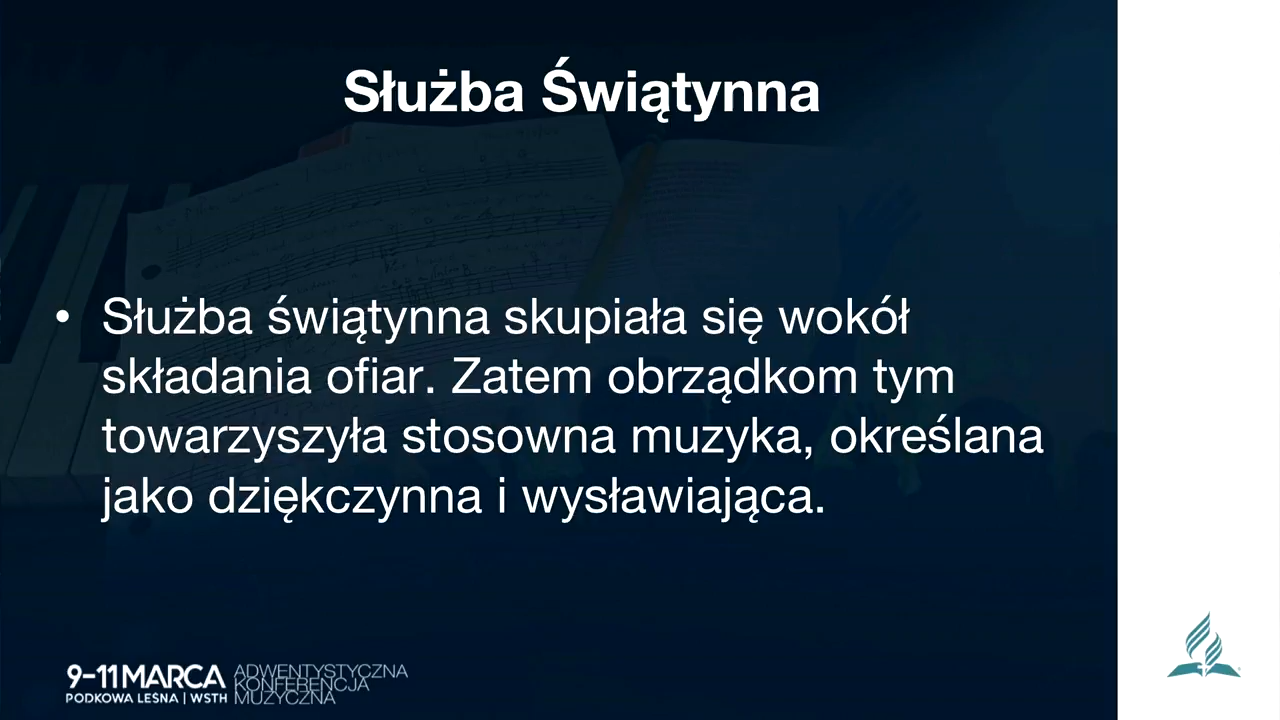 Służba Świątynna
• Służba świątynna skupiała się wokół
składania ofiar. Zatem obrządkom tym
towarzyszyła stosowna muzyka, określana
jako dziękczynna i wysławiająca.
9-11 MARCA
PODKOWA LEŚNA | WSTH
ADWENTYSTYCZNA
KONFERENCJA
MUZYCZNA